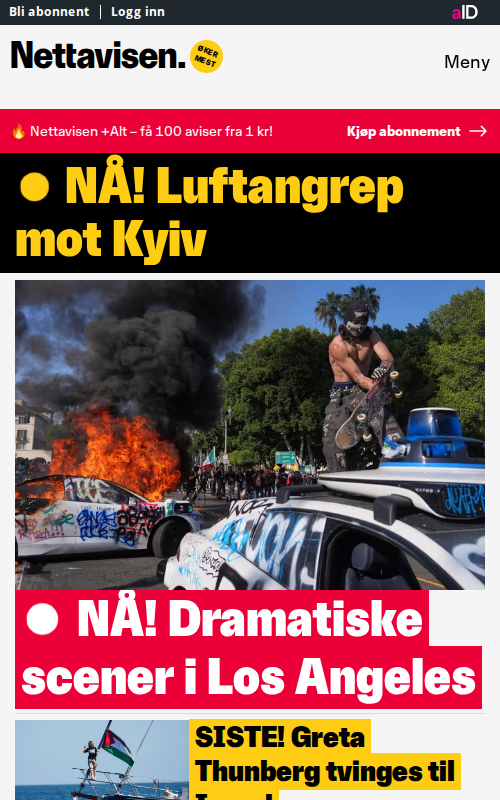 Bli abonnent | Logg inn
aID
Nettavisen. ØKER MEST
Meny
Nettavisen +Alt – få 100 aviser fra 1 kr!
Kjøp abonnement →
NÅ! Luftangrep
mot Kyiv
NÅ! Dramatiske
scener i Los Angeles
SISTE! Greta
Thunberg tvinges til